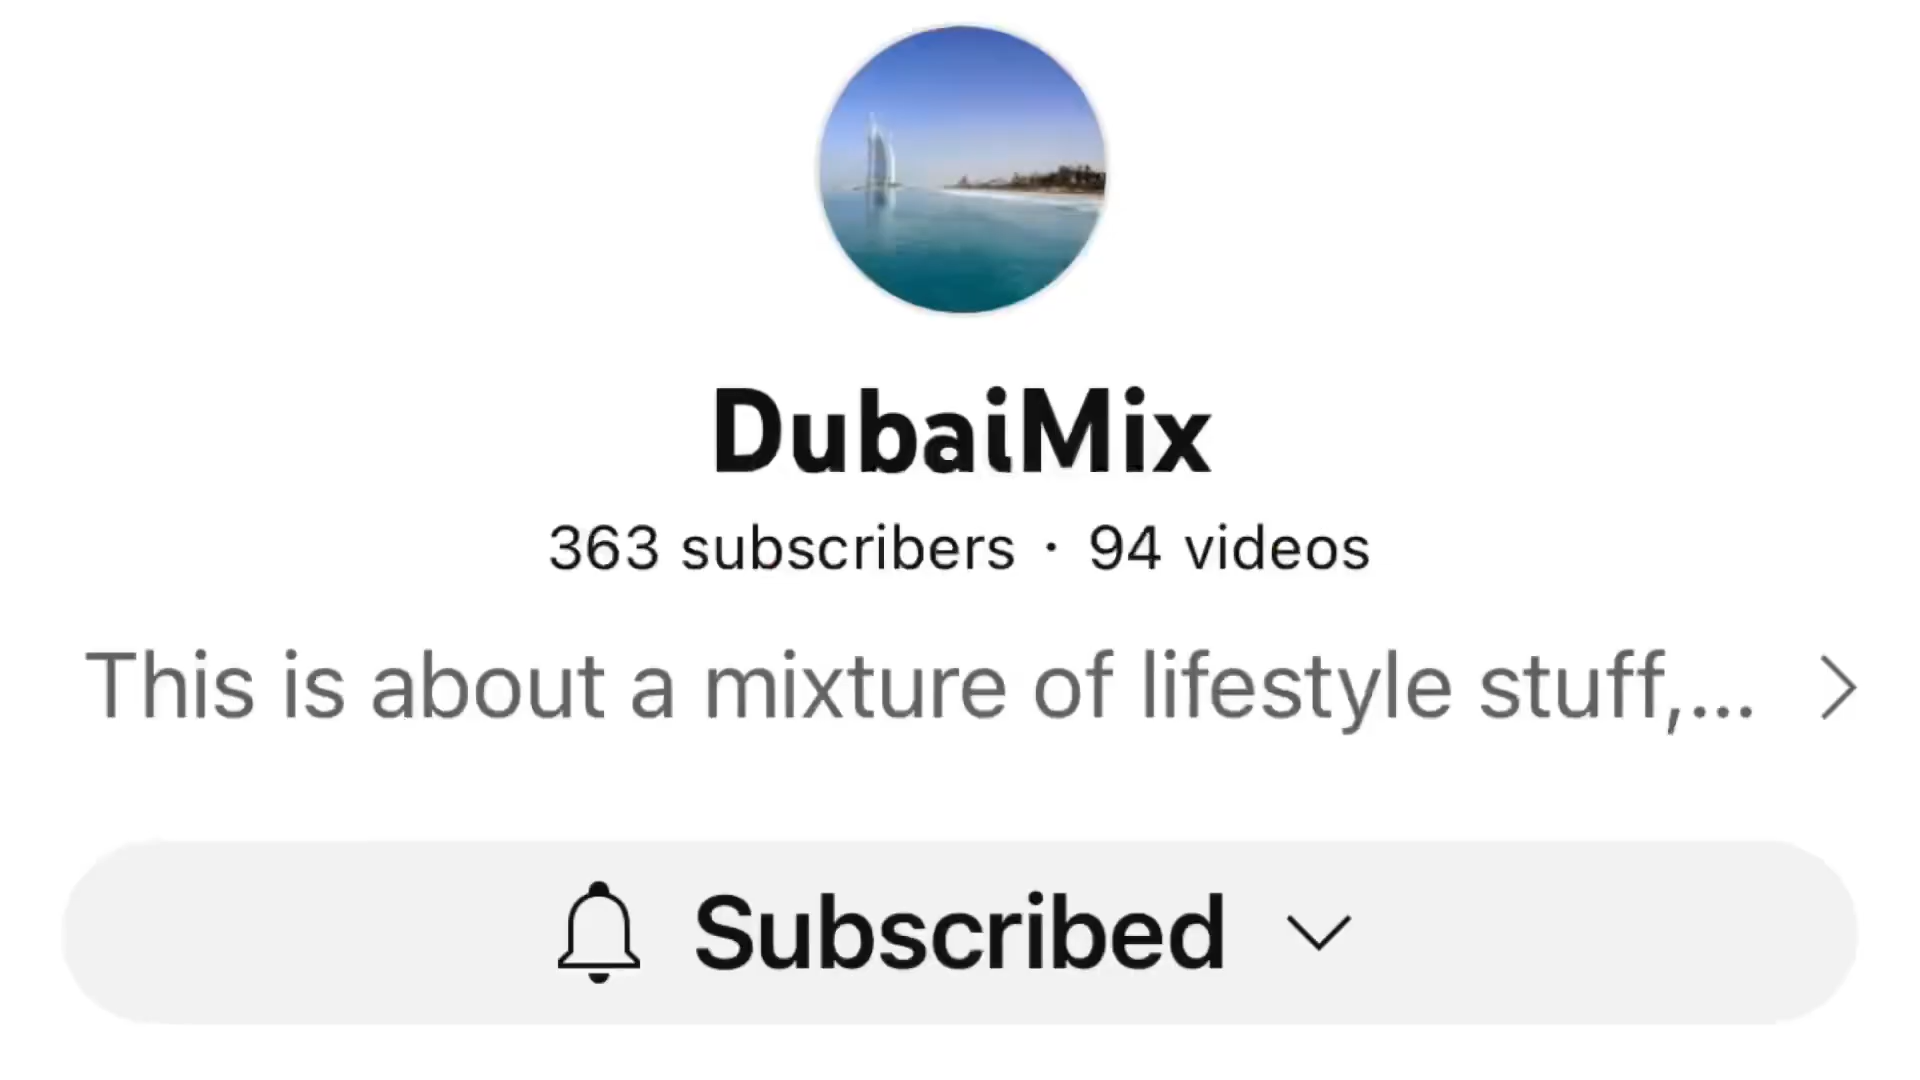 DubaiMix
363 subscribers · 94 videos
This is about a mixture of lifestyle stuff,...
Subscribed